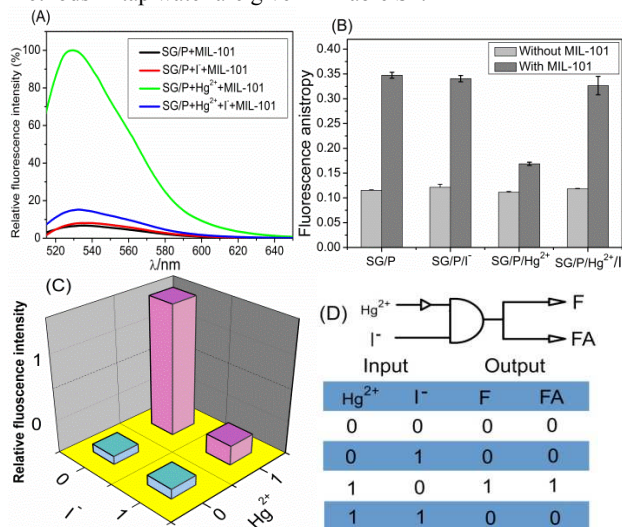 (A)
SG/P+MIL-101
SG/P+I⁻+MIL-101
SG/P+Hg²⁺+MIL-101
SG/P+Hg²⁺+I⁻+MIL-101
Relative fluorescence intensity (%)
100
80
60
40
20
0
520 540 560 580 600 620 640
λ/nm
(B)
Without MIL-101
With MIL-101
Fluorescence anistropy
0.40
0.35
0.30
0.25
0.20
0.15
0.10
0.05
0.00
SG/P SG/P/I⁻ SG/P/Hg²⁺ SG/P/Hg²⁺/I
(C)
Relative fluoscence intensity
1
0
0
1
I⁻
0
1
Hg²⁺
(D)
Hg²⁺
I⁻
F
FA
Input Output
Hg²⁺ I⁻ F FA
0 0 0 0
0 1 0 0
1 0 1 1
1 1 0 0